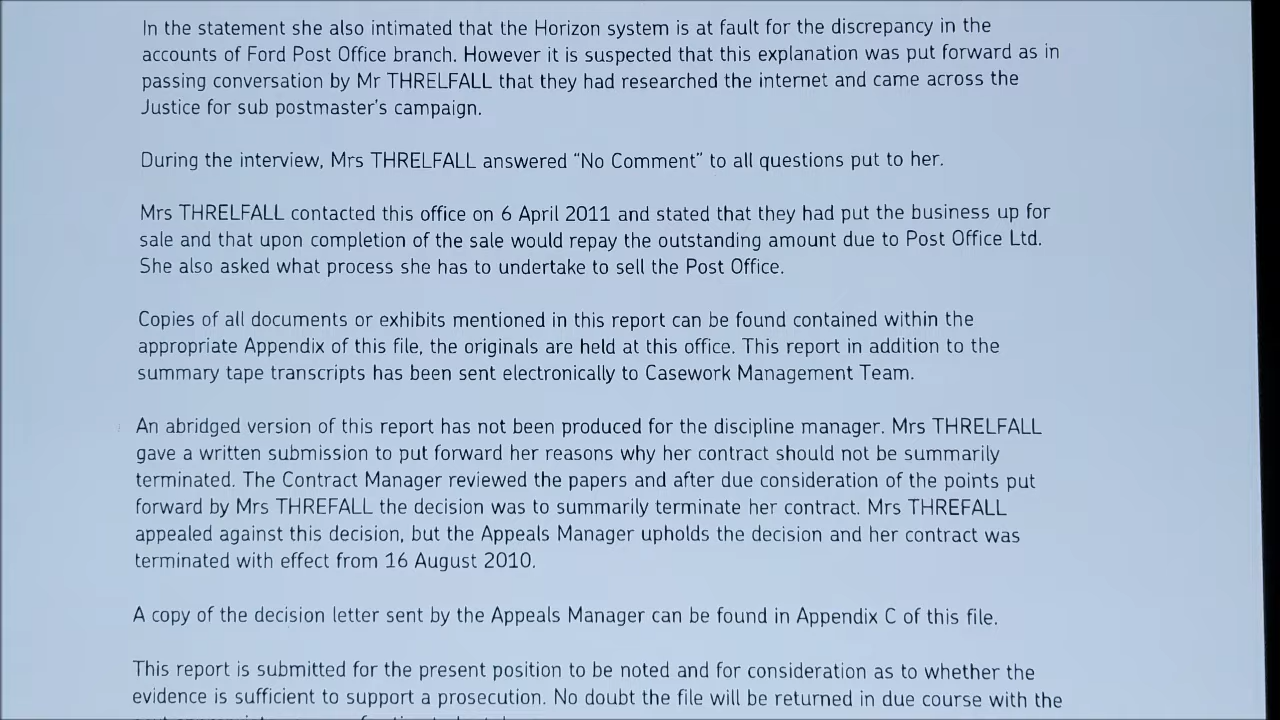 In the statement she also intimated that the Horizon system is at fault for the discrepancy in the
accounts of Ford Post Office branch. However it is suspected that this explanation was put forward as in
passing conversation by Mr THRELFALL that they had researched the internet and came across the
Justice for sub postmaster's campaign.
During the interview, Mrs THRELFALL answered "No Comment" to all questions put to her.
Mrs THRELFALL contacted this office on 6 April 2011 and stated that they had put the business up for
sale and that upon completion of the sale would repay the outstanding amount due to Post Office Ltd.
She also asked what process she has to undertake to sell the Post Office.
Copies of all documents or exhibits mentioned in this report can be found contained within the
appropriate Appendix of this file, the originals are held at this office. This report in addition to the
summary tape transcripts has been sent electronically to Casework Management Team.
An abridged version of this report has not been produced for the discipline manager. Mrs THRELFALL
gave a written submission to put forward her reasons why her contract should not be summarily
terminated. The Contract Manager reviewed the papers and after due consideration of the points put
forward by Mrs THREFALL the decision was to summarily terminate her contract. Mrs THREFALL
appealed against this decision, but the Appeals Manager upholds the decision and her contract was
terminated with effect from 16 August 2010.
A copy of the decision letter sent by the Appeals Manager can be found in Appendix C of this file.
This report is submitted for the present position to be noted and for consideration as to whether the
evidence is sufficient to support a prosecution. No doubt the file will be returned in due course with the